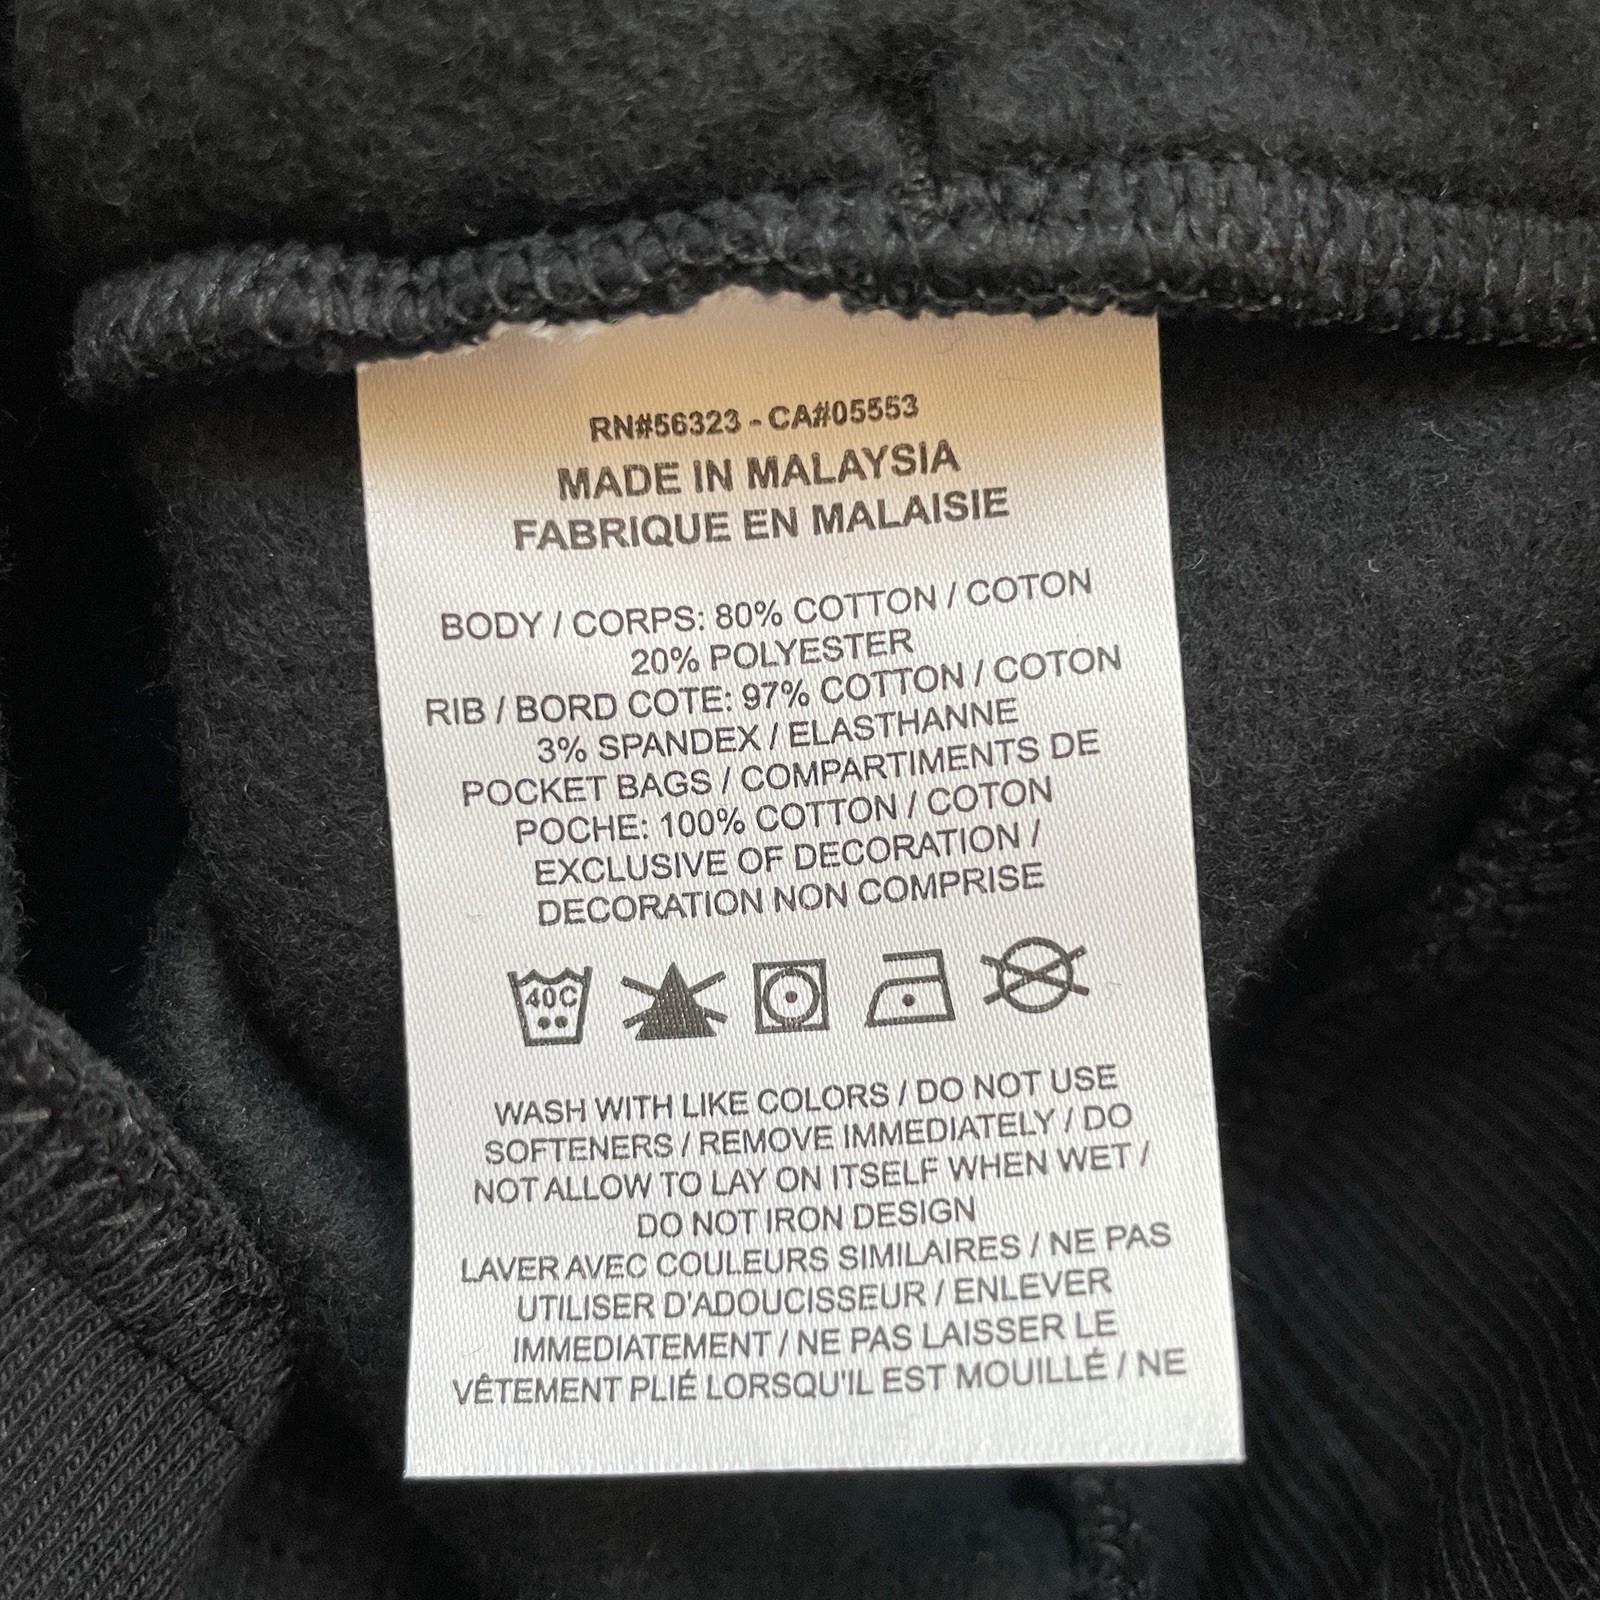 RN#56323 - CA#05553
MADE IN MALAYSIA
FABRIQUE EN MALAISIE
BODY / CORPS: 80% COTTON / COTON
20% POLYESTER
RIB / BORD COTE: 97% COTTON / COTON
3% SPANDEX / ELASTHANNE
POCKET BAGS / COMPARTIMENTS DE
POCHE: 100% COTTON / COTON
EXCLUSIVE OF DECORATION /
DECORATION NON COMPRISE
40C
WASH WITH LIKE COLORS / DO NOT USE
SOFTENERS / REMOVE IMMEDIATELY / DO
NOT ALLOW TO LAY ON ITSELF WHEN WET /
DO NOT IRON DESIGN
LAVER AVEC COULEURS SIMILAIRES / NE PAS
UTILISER D'ADOUCISSEUR / ENLEVER
IMMEDIATEMENT / NE PAS LAISSER LE
VÊTEMENT PLIÉ LORSQU'IL EST MOUILLÉ / NE